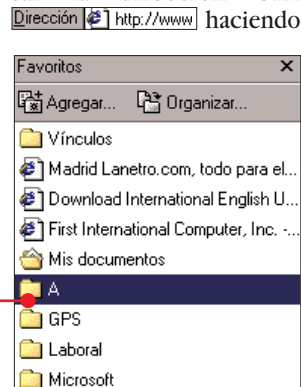 Dirección http://www haciendo
Favoritos
Agregar... Organizar...
Vínculos
Madrid Lanetro.com, todo para el...
Download International English U...
First International Computer, Inc. -...
Mis documentos
A
GPS
Laboral
Microsoft